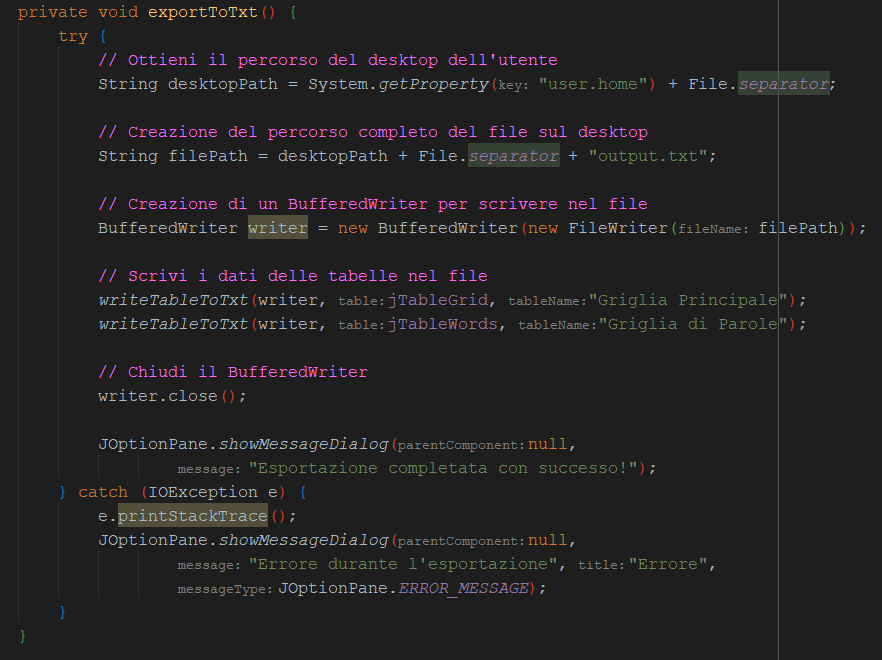 private void exportToTxt() {
try {
// Ottieni il percorso del desktop dell'utente
String desktopPath = System.getProperty(key: "user.home") + File.separator;
// Creazione del percorso completo del file sul desktop
String filePath = desktopPath + File.separator + "output.txt";
// Creazione di un BufferedWriter per scrivere nel file
BufferedWriter writer = new BufferedWriter(new FileWriter(fileName: filePath));
// Scrivi i dati delle tabelle nel file
writeTableToTxt(writer, table: jTableGrid, tableName: "Griglia Principale");
writeTableToTxt(writer, table: jTableWords, tableName: "Griglia di Parole");
// Chiudi il BufferedWriter
writer.close();
JOptionPane.showMessageDialog(parentComponent: null,
message: "Esportazione completata con successo!");
} catch (IOException e) {
e.printStackTrace();
JOptionPane.showMessageDialog(parentComponent: null,
message: "Errore durante l'esportazione", title: "Errore",
messageType: JOptionPane.ERROR_MESSAGE);
}
}